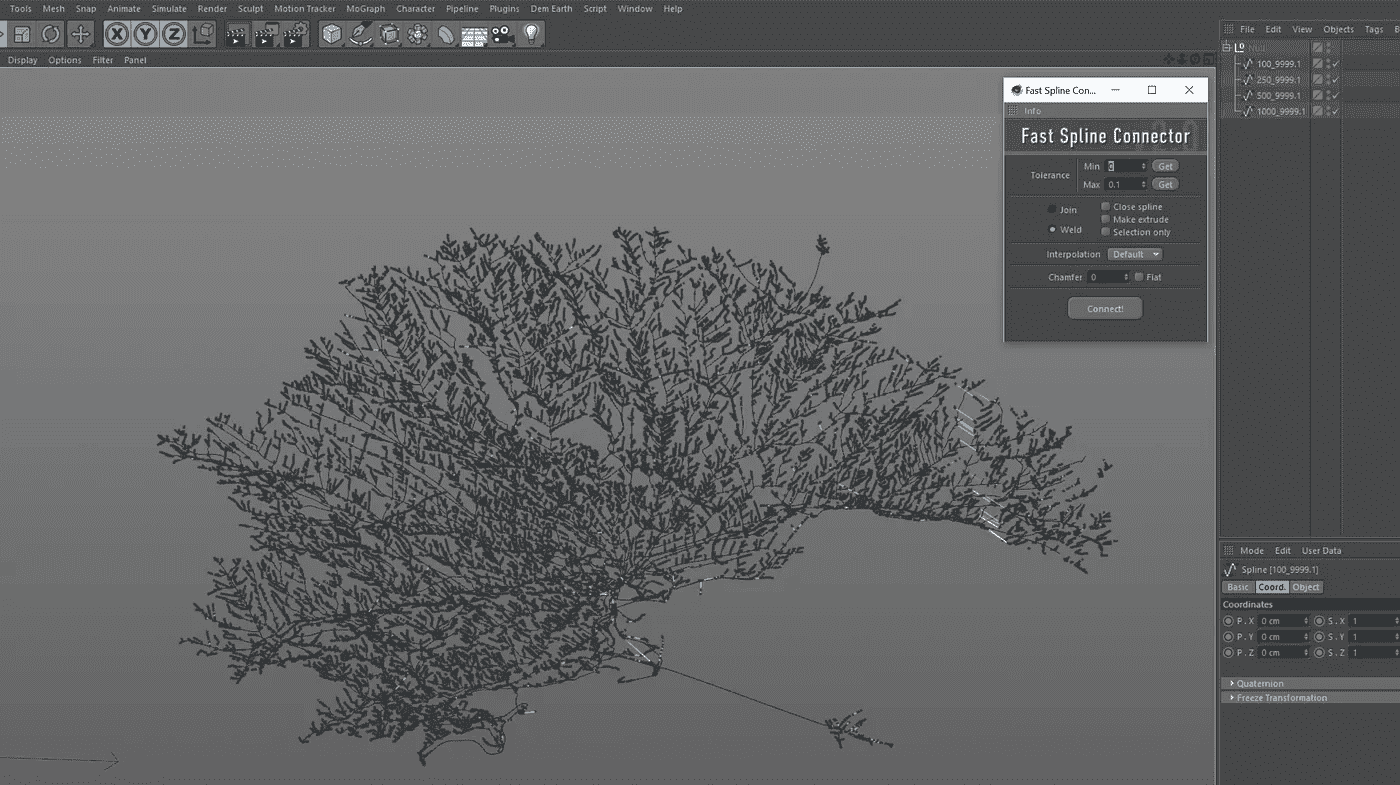 Tools Mesh Snap Animate Simulate Render Sculpt Motion Tracker MoGraph Character Pipeline Plugins Dem Earth Script Window Help
X Y Z
Display Options Filter Panel
File Edit View Objects Tags B
Null
100_9999.1
250_9999.1
500_9999.1
1000_9999.1
Fast Spline Con...
Info
Fast Spline Connector
Tolerance
Min 0 Get
Max 0.1 Get
Join
Weld
Close spline
Make extrude
Selection only
Interpolation Default
Chamfer 0 Flat
Connect!
Mode Edit User Data
Spline [100_9999.1]
Basic Coord. Object
Coordinates
P . X 0 cm S . X 1
P . Y 0 cm S . Y 1
P . Z 0 cm S . Z 1
Quaternion
Freeze Transformation